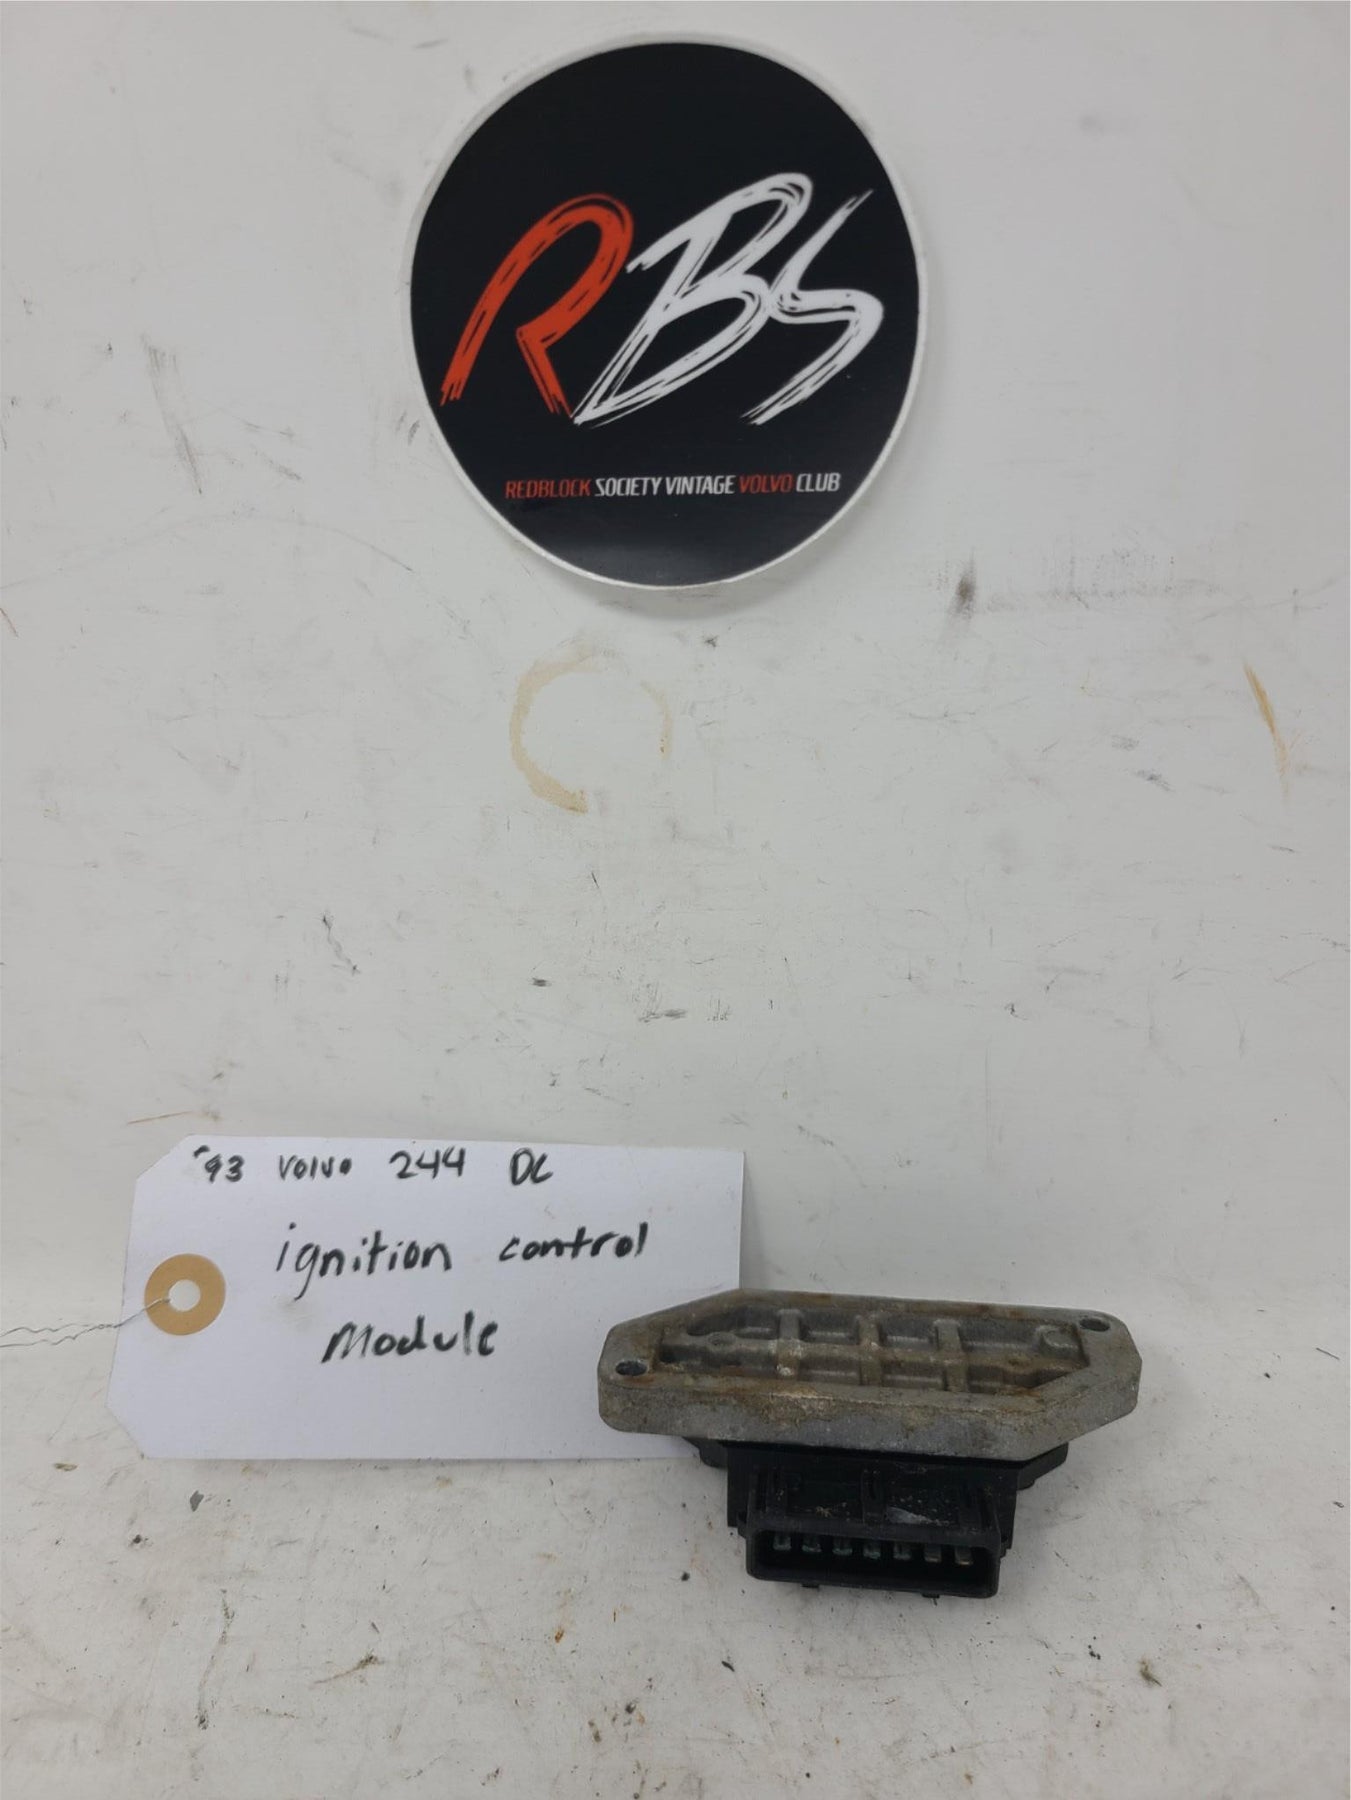 RBS
REDBLOCK SOCIETY VINTAGE VOLVO CLUB
'93 Volvo 244 DL
ignition control
Module